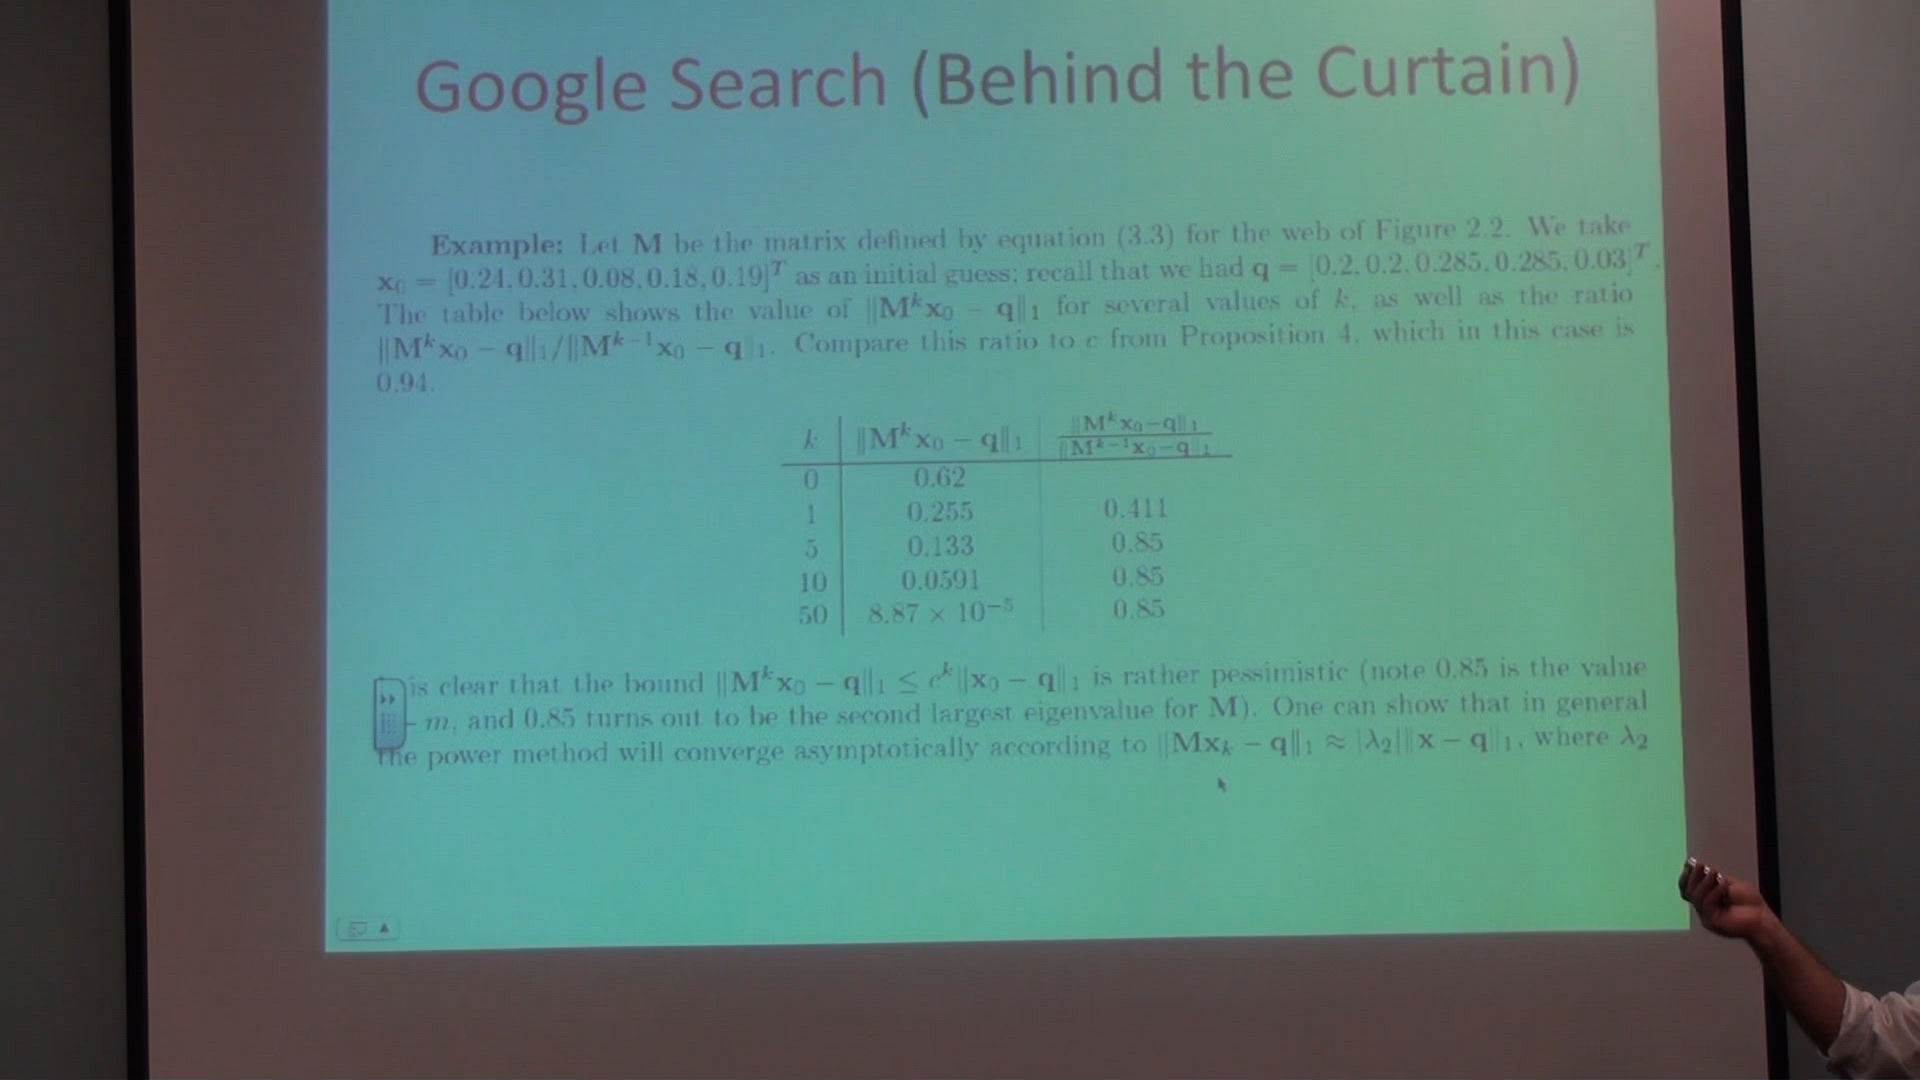 Google Search (Behind the Curtain)
Example: Let M be the matrix defined by equation (3.3) for the web of Figure 2.2. We take
x₀ = [0.24, 0.31, 0.08, 0.18, 0.19]ᵀ as an initial guess; recall that we had q = [0.2, 0.2, 0.285, 0.285, 0.03]ᵀ.
The table below shows the value of ‖Mᵏx₀ − q‖₁ for several values of k, as well as the ratio
‖Mᵏx₀ − q‖₁/‖Mᵏ⁻¹x₀ − q‖₁. Compare this ratio to c from Proposition 4, which in this case is
0.94.
k ‖Mᵏx₀ − q‖₁ ‖Mᵏx₀−q‖₁ / ‖Mᵏ⁻¹x₀−q‖₁
0 0.62
1 0.255 0.411
5 0.133 0.85
10 0.0591 0.85
50 8.87 × 10⁻⁵ 0.85
is clear that the bound ‖Mᵏx₀ − q‖₁ ≤ cᵏ‖x₀ − q‖₁ is rather pessimistic (note 0.85 is the value
− m, and 0.85 turns out to be the second largest eigenvalue for M). One can show that in general
the power method will converge asymptotically according to ‖Mxₖ − q‖₁ ≈ |λ₂|‖x − q‖₁, where λ₂